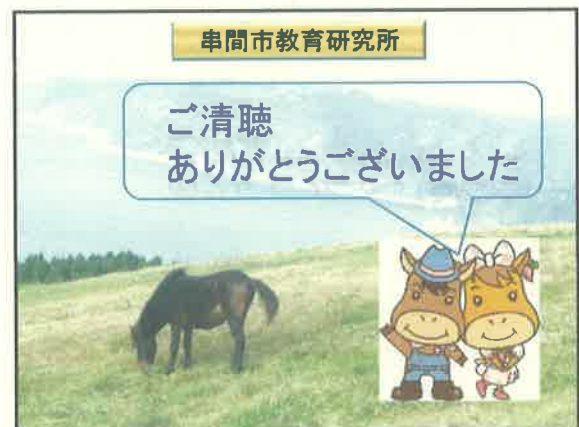 串間市教育研究所
ご清聴
ありがとうございました